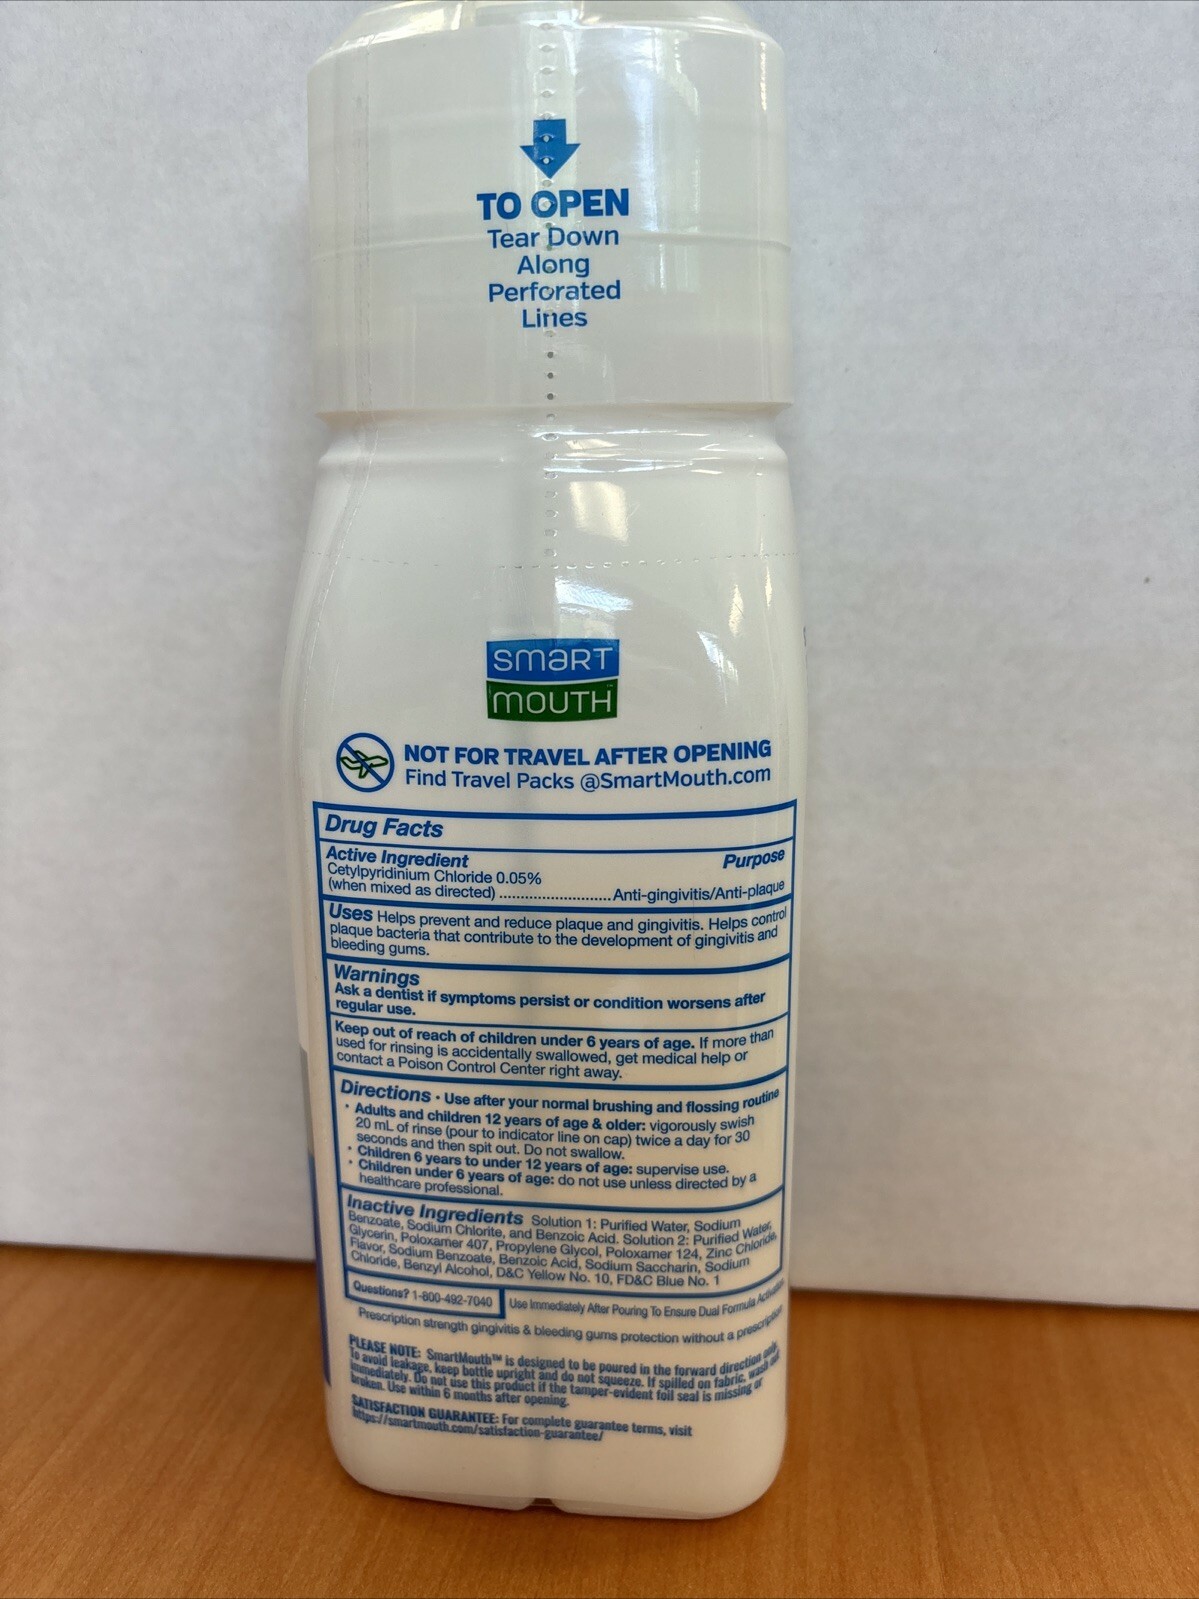 TO OPEN
Tear Down
Along
Perforated
Lines
smart
mouth™
NOT FOR TRAVEL AFTER OPENING
Find Travel Packs @SmartMouth.com
Drug Facts
Active Ingredient Purpose
Cetylpyridinium Chloride 0.05%
(when mixed as directed) ............................ Anti-gingivitis/Anti-plaque
Uses Helps prevent and reduce plaque and gingivitis. Helps control
plaque bacteria that contribute to the development of gingivitis and
bleeding gums.
Warnings
Ask a dentist if symptoms persist or condition worsens after
regular use.
Keep out of reach of children under 6 years of age. If more than
used for rinsing is accidentally swallowed, get medical help or
contact a Poison Control Center right away.
Directions • Use after your normal brushing and flossing routine
• Adults and children 12 years of age & older: vigorously swish
20 mL of rinse (pour to indicator line on cap) twice a day for 30
seconds and then spit out. Do not swallow.
• Children 6 years to under 12 years of age: supervise use.
• Children under 6 years of age: do not use unless directed by a
healthcare professional.
Inactive Ingredients Solution 1: Purified Water, Sodium
Benzoate, Sodium Chlorite, and Benzoic Acid. Solution 2: Purified Water,
Glycerin, Poloxamer 407, Propylene Glycol, Poloxamer 124, Zinc Chloride,
Flavor, Sodium Benzoate, Benzoic Acid, Sodium Saccharin, Sodium
Chloride, Benzyl Alcohol, D&C Yellow No. 10, FD&C Blue No. 1
Questions? 1-800-492-7040
Use Immediately After Pouring To Ensure Dual Formula Activation.
Prescription strength gingivitis & bleeding gums protection without a prescription.
PLEASE NOTE: SmartMouth™ is designed to be poured in the forward direction only.
To avoid leakage, keep bottle upright and do not squeeze. If spilled on fabric, wash out
immediately. Do not use this product if the tamper-evident foil seal is missing or
broken. Use within 6 months after opening.
SATISFACTION GUARANTEE: For complete guarantee terms, visit
https://smartmouth.com/satisfaction-guarantee/